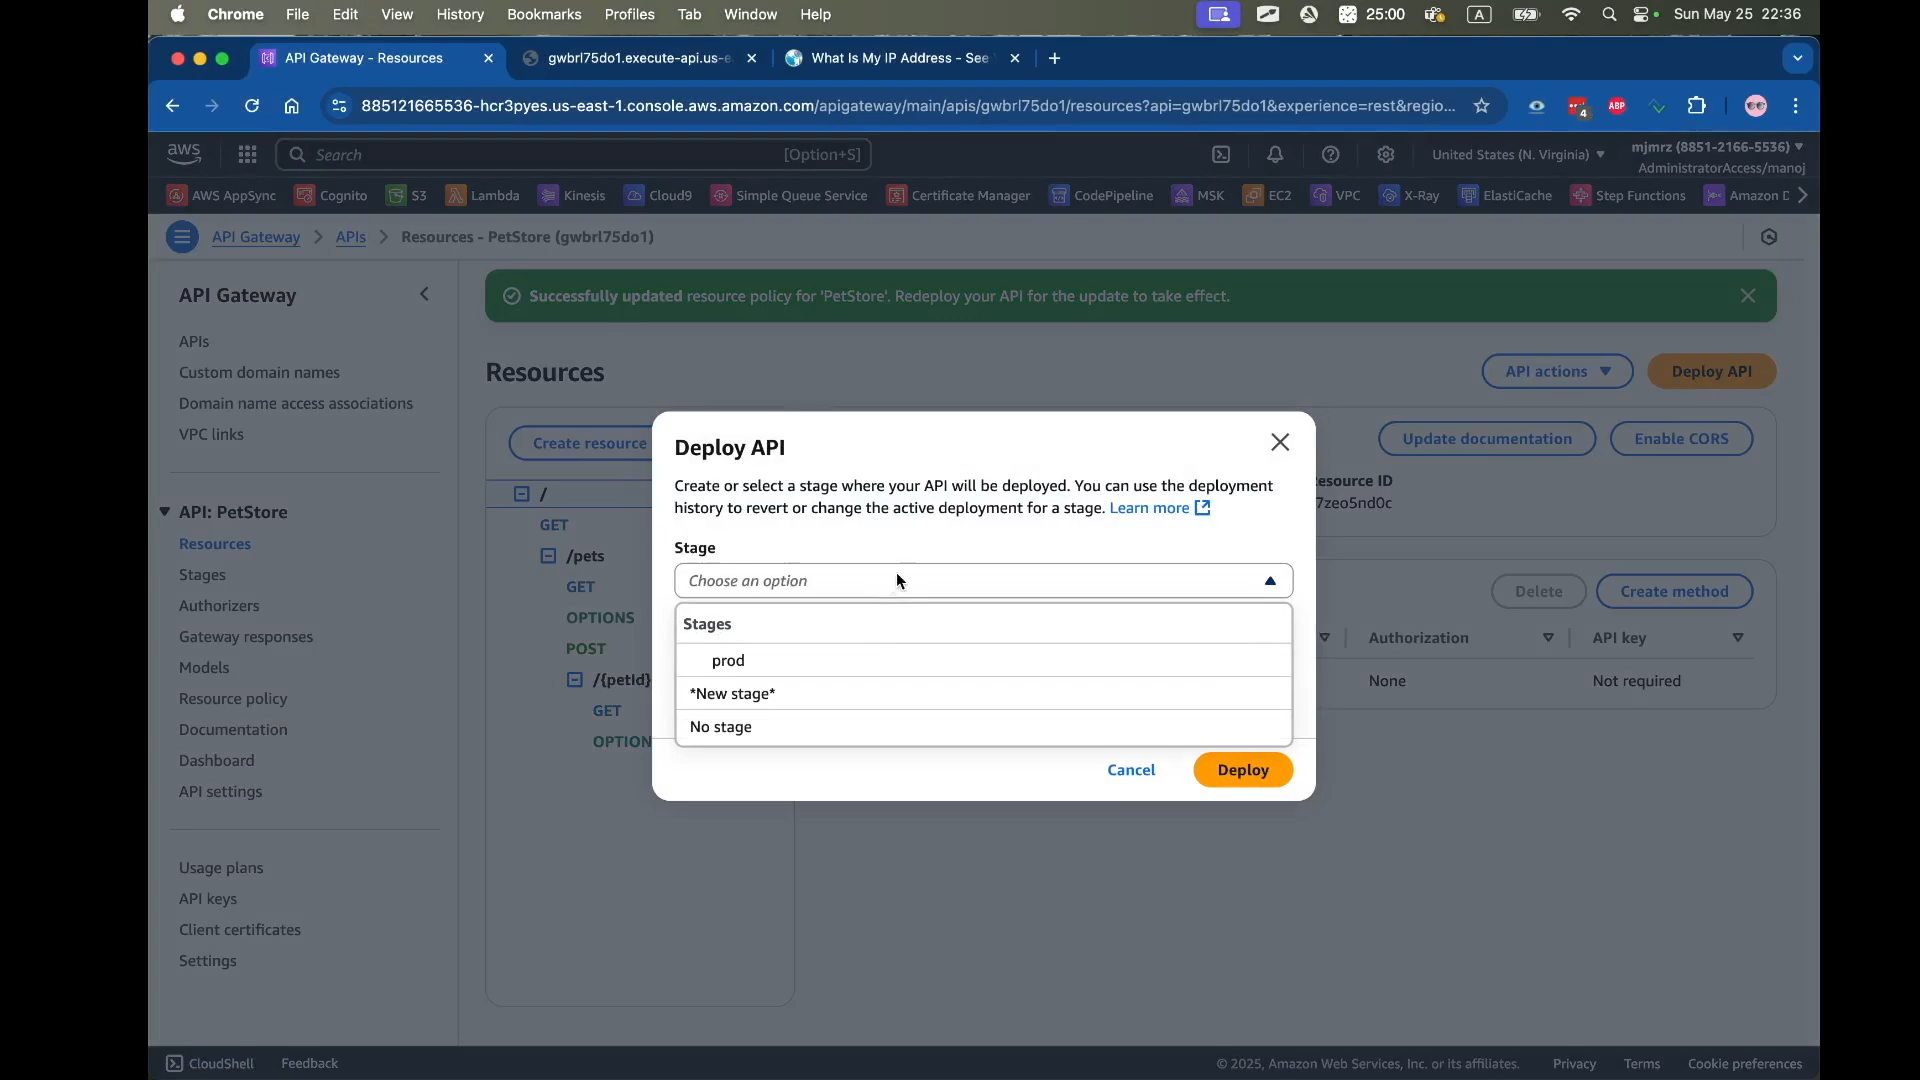 Chrome File Edit View History Bookmarks Profiles Tab Window Help 25:00 A Sun May 25 22:36
API Gateway - Resources gwbrl75do1.execute-api.us-e What Is My IP Address - See
885121665536-hcr3pyes.us-east-1.console.aws.amazon.com/apigateway/main/apis/gwbrl75do1/resources?api=gwbrl75do1&experience=rest&regio... 4 ABP
aws Search [Option+S] United States (N. Virginia) mjmrz (8851-2166-5536)
AdministratorAccess/manoj
AWS AppSync Cognito S3 Lambda Kinesis Cloud9 Simple Queue Service Certificate Manager CodePipeline MSK EC2 VPC X-Ray ElastiCache Step Functions Amazon D
API Gateway APIs Resources - PetStore (gwbrl75do1)
API Gateway
Successfully updated resource policy for 'PetStore'. Redeploy your API for the update to take effect.
APIs
Custom domain names
Domain name access associations
VPC links
API: PetStore
Resources
Stages
Authorizers
Gateway responses
Models
Resource policy
Documentation
Dashboard
API settings
Usage plans
API keys
Client certificates
Settings
Resources
API actions Deploy API
Create resource
Update documentation Enable CORS
/
GET
/pets
GET
OPTIONS
POST
/{petId}
GET
OPTION
esource ID
7zeo5nd0c
Delete Create method
Authorization API key
None Not required
Deploy API
Create or select a stage where your API will be deployed. You can use the deployment
history to revert or change the active deployment for a stage. Learn more
Stage
Choose an option
Stages
prod
*New stage*
No stage
Cancel Deploy
CloudShell Feedback © 2025, Amazon Web Services, Inc. or its affiliates. Privacy Terms Cookie preferences